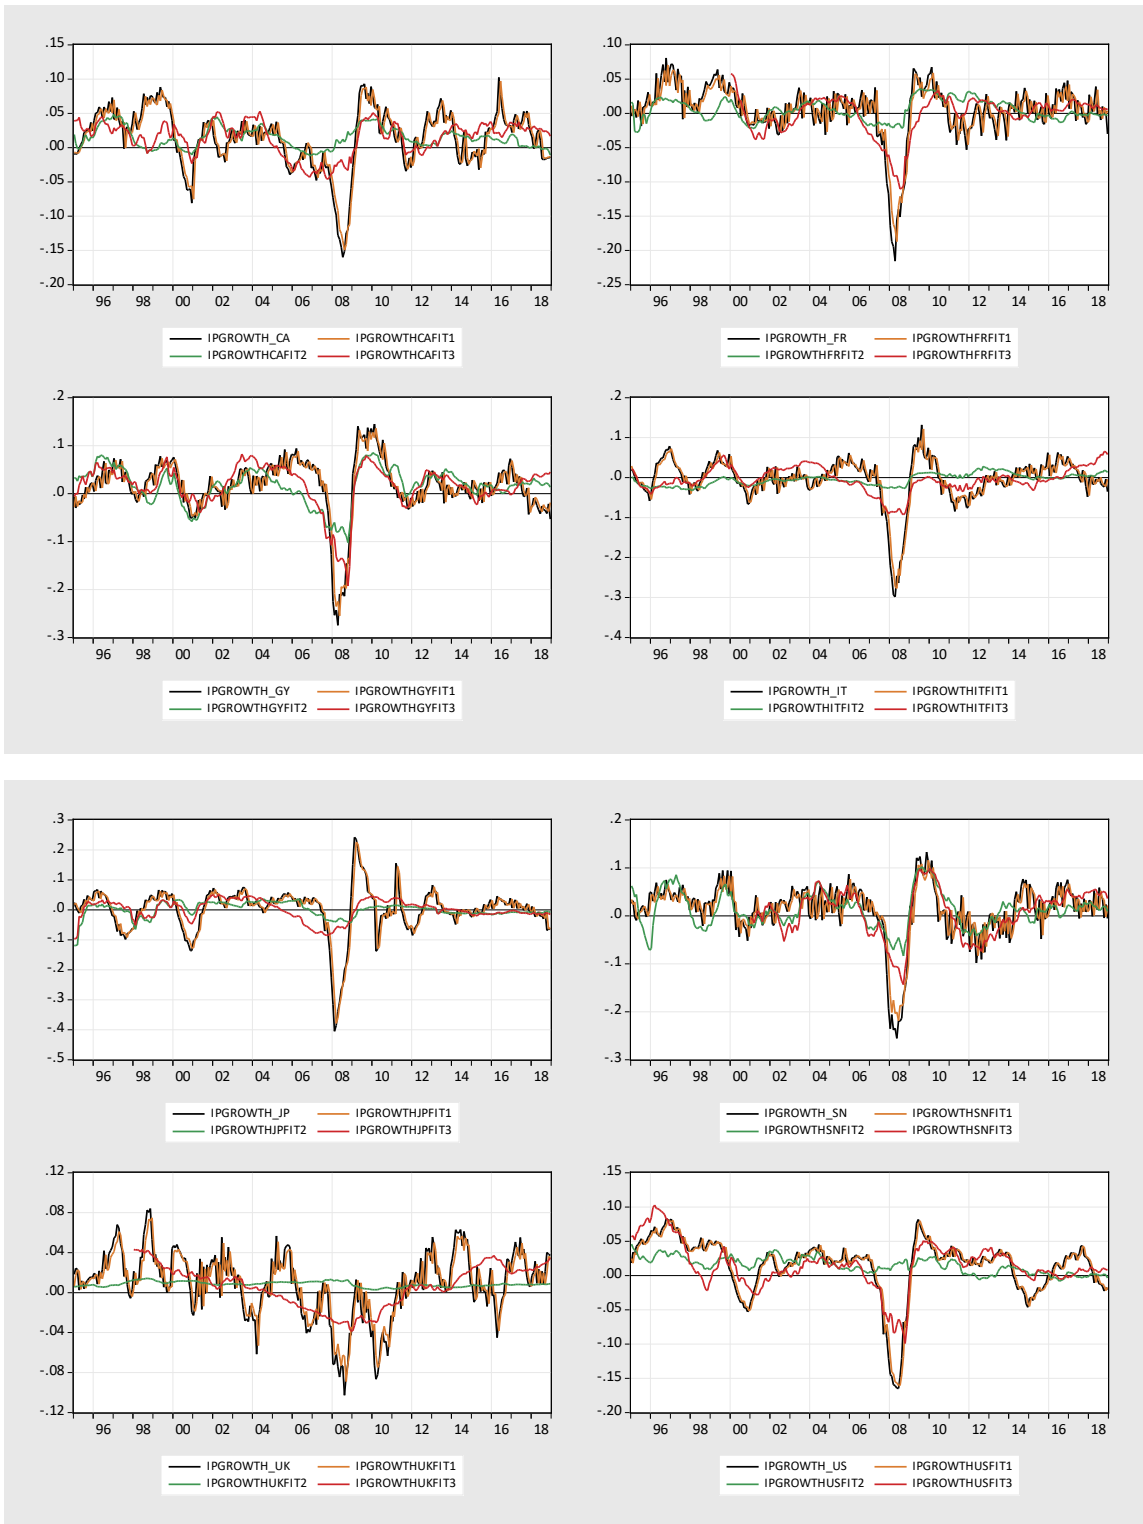 .15
.10
.05
.00
-.05
-.10
-.15
-.20
96 98 00 02 04 06 08 10 12 14 16 18
IPGROWTH_CA IPGROWTHCAFIT1
IPGROWTHCAFIT2 IPGROWTHCAFIT3
.10
.05
.00
-.05
-.10
-.15
-.20
-.25
96 98 00 02 04 06 08 10 12 14 16 18
IPGROWTH_FR IPGROWTHFRFIT1
IPGROWTHFRFIT2 IPGROWTHFRFIT3
.2
.1
.0
-.1
-.2
-.3
96 98 00 02 04 06 08 10 12 14 16 18
IPGROWTH_GY IPGROWTHGYFIT1
IPGROWTHGYFIT2 IPGROWTHGYFIT3
.2
.1
.0
-.1
-.2
-.3
-.4
96 98 00 02 04 06 08 10 12 14 16 18
IPGROWTH_IT IPGROWTHITFIT1
IPGROWTHITFIT2 IPGROWTHITFIT3
.3
.2
.1
.0
-.1
-.2
-.3
-.4
-.5
96 98 00 02 04 06 08 10 12 14 16 18
IPGROWTH_JP IPGROWTHJPFIT1
IPGROWTHJPFIT2 IPGROWTHJPFIT3
.2
.1
.0
-.1
-.2
-.3
96 98 00 02 04 06 08 10 12 14 16 18
IPGROWTH_SN IPGROWTHSNFIT1
IPGROWTHSNFIT2 IPGROWTHSNFIT3
.12
.08
.04
.00
-.04
-.08
-.12
96 98 00 02 04 06 08 10 12 14 16 18
IPGROWTH_UK IPGROWTHUKFIT1
IPGROWTHUKFIT2 IPGROWTHUKFIT3
.15
.10
.05
.00
-.05
-.10
-.15
-.20
96 98 00 02 04 06 08 10 12 14 16 18
IPGROWTH_US IPGROWTHUSFIT1
IPGROWTHUSFIT2 IPGROWTHUSFIT3